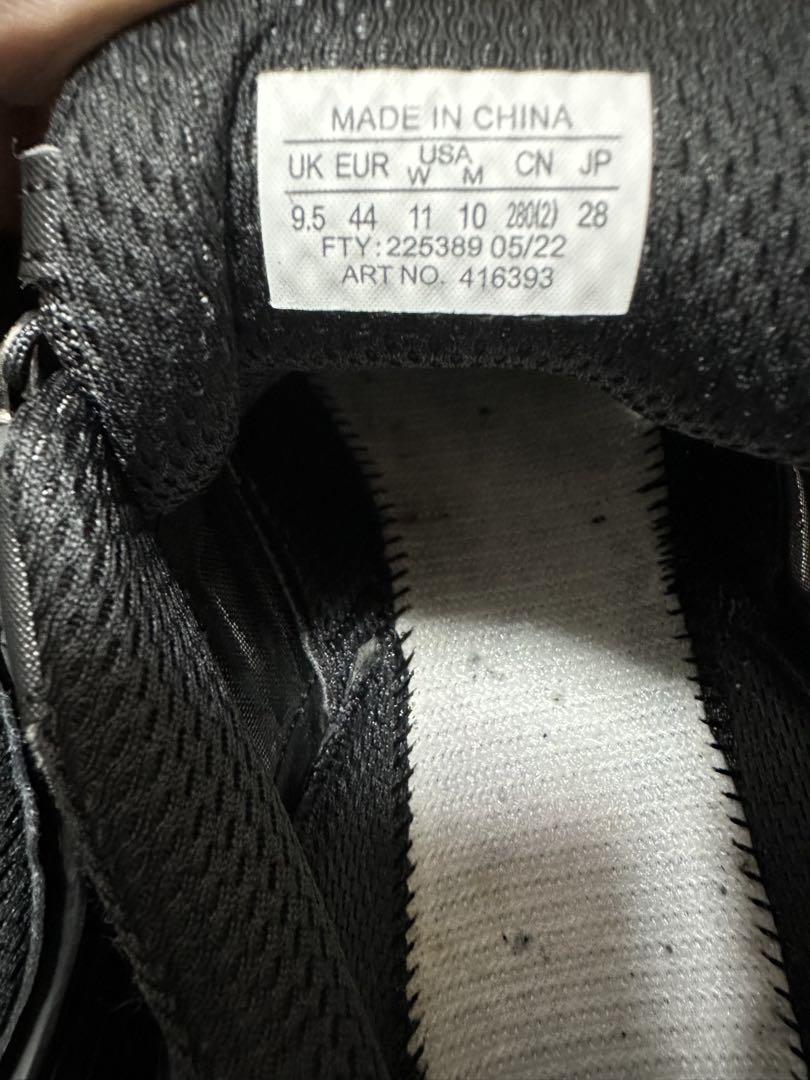 MADE IN CHINA
UK EUR USA W M CN JP
9.5 44 11 10 280(2) 28
FTY: 225389 05/22
ART NO. 416393